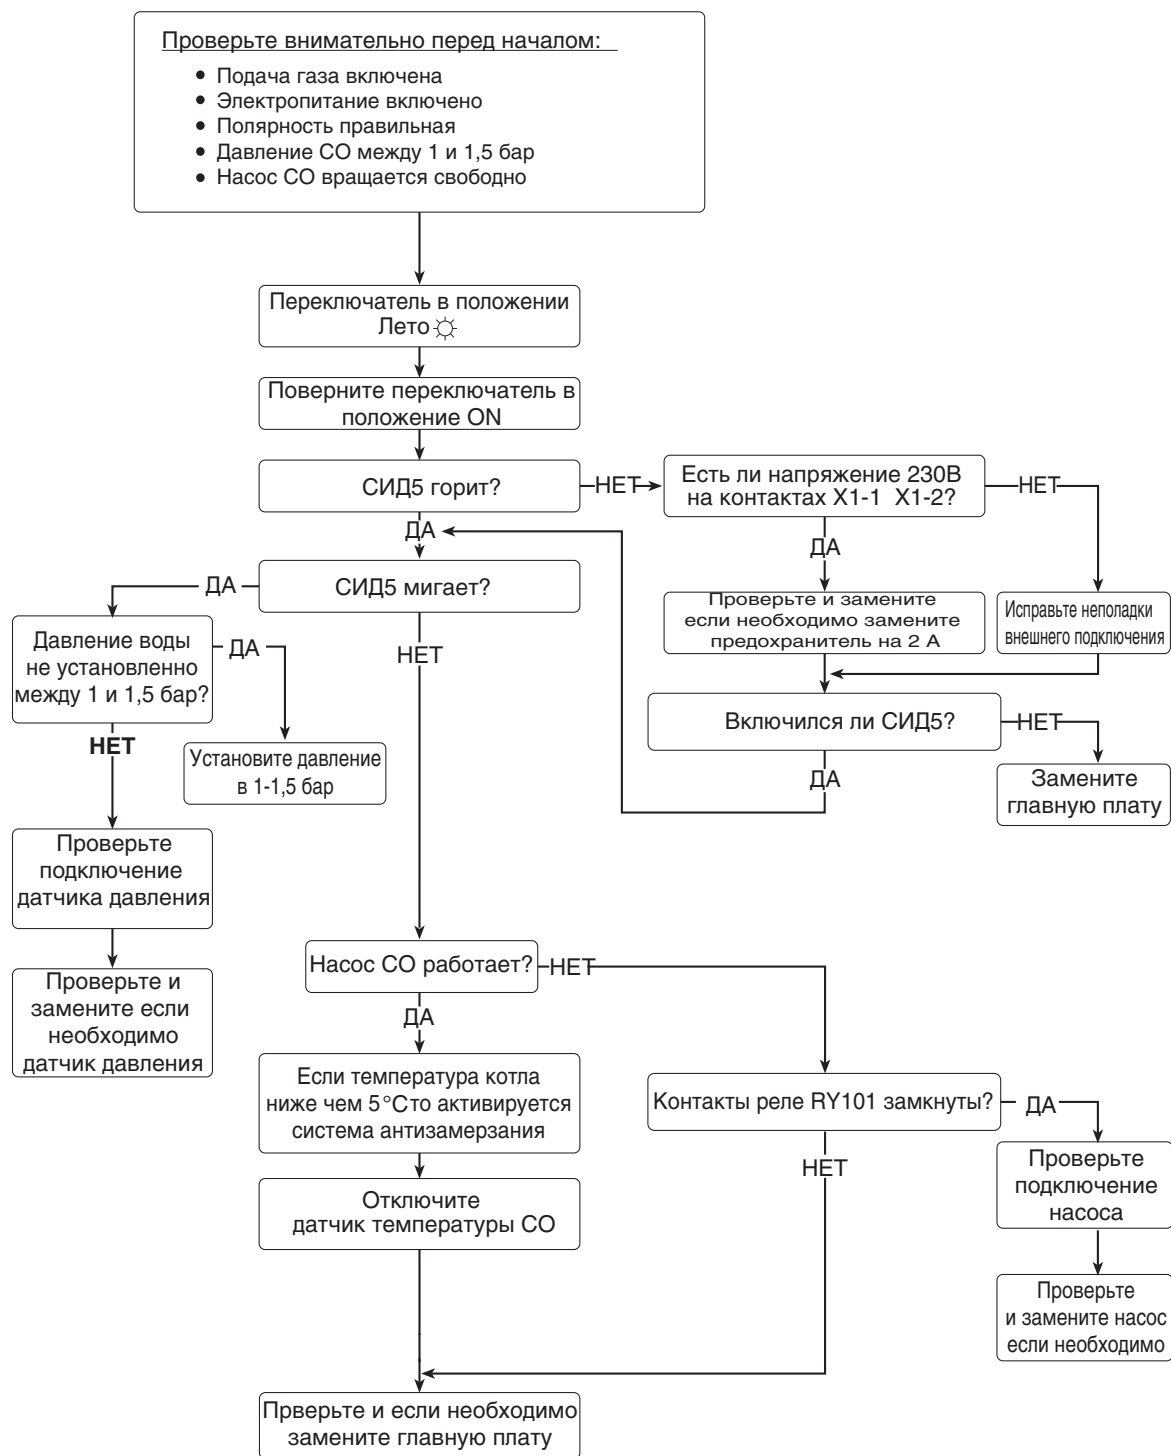 Проверьте внимательно перед началом:
• Подача газа включена
• Электропитание включено
• Полярность правильная
• Давление СО между 1 и 1,5 бар
• Насос СО вращается свободно
Переключатель в положении
Лето
Поверните переключатель в
положение ON
СИД5 горит?
НЕТ
Есть ли напряжение 230В
на контактах X1-1 X1-2?
НЕТ
ДА
ДА
СИД5 мигает?
ДА
Проверьте и замените
если необходимо замените
предохранитель на 2 А
Исправьте неполадки
внешнего подключения
Давление воды
не установленно
между 1 и 1,5 бар?
ДА
НЕТ
НЕТ
Включился ли СИД5?
НЕТ
ДА
Установите давление
в 1-1,5 бар
Замените
главную плату
Проверьте
подключение
датчика давления
Насос СО работает?
НЕТ
Проверьте и
замените если
необходимо
датчик давления
ДА
Если температура котла
ниже чем 5°Сто активируется
система антизамерзания
Контакты реле RY101 замкнуты?
ДА
НЕТ
Проверьте
подключение
насоса
Отключите
датчик температуры СО
Проверьте
и замените насос
если необходимо
Прверьте и если необходимо
замените главную плату